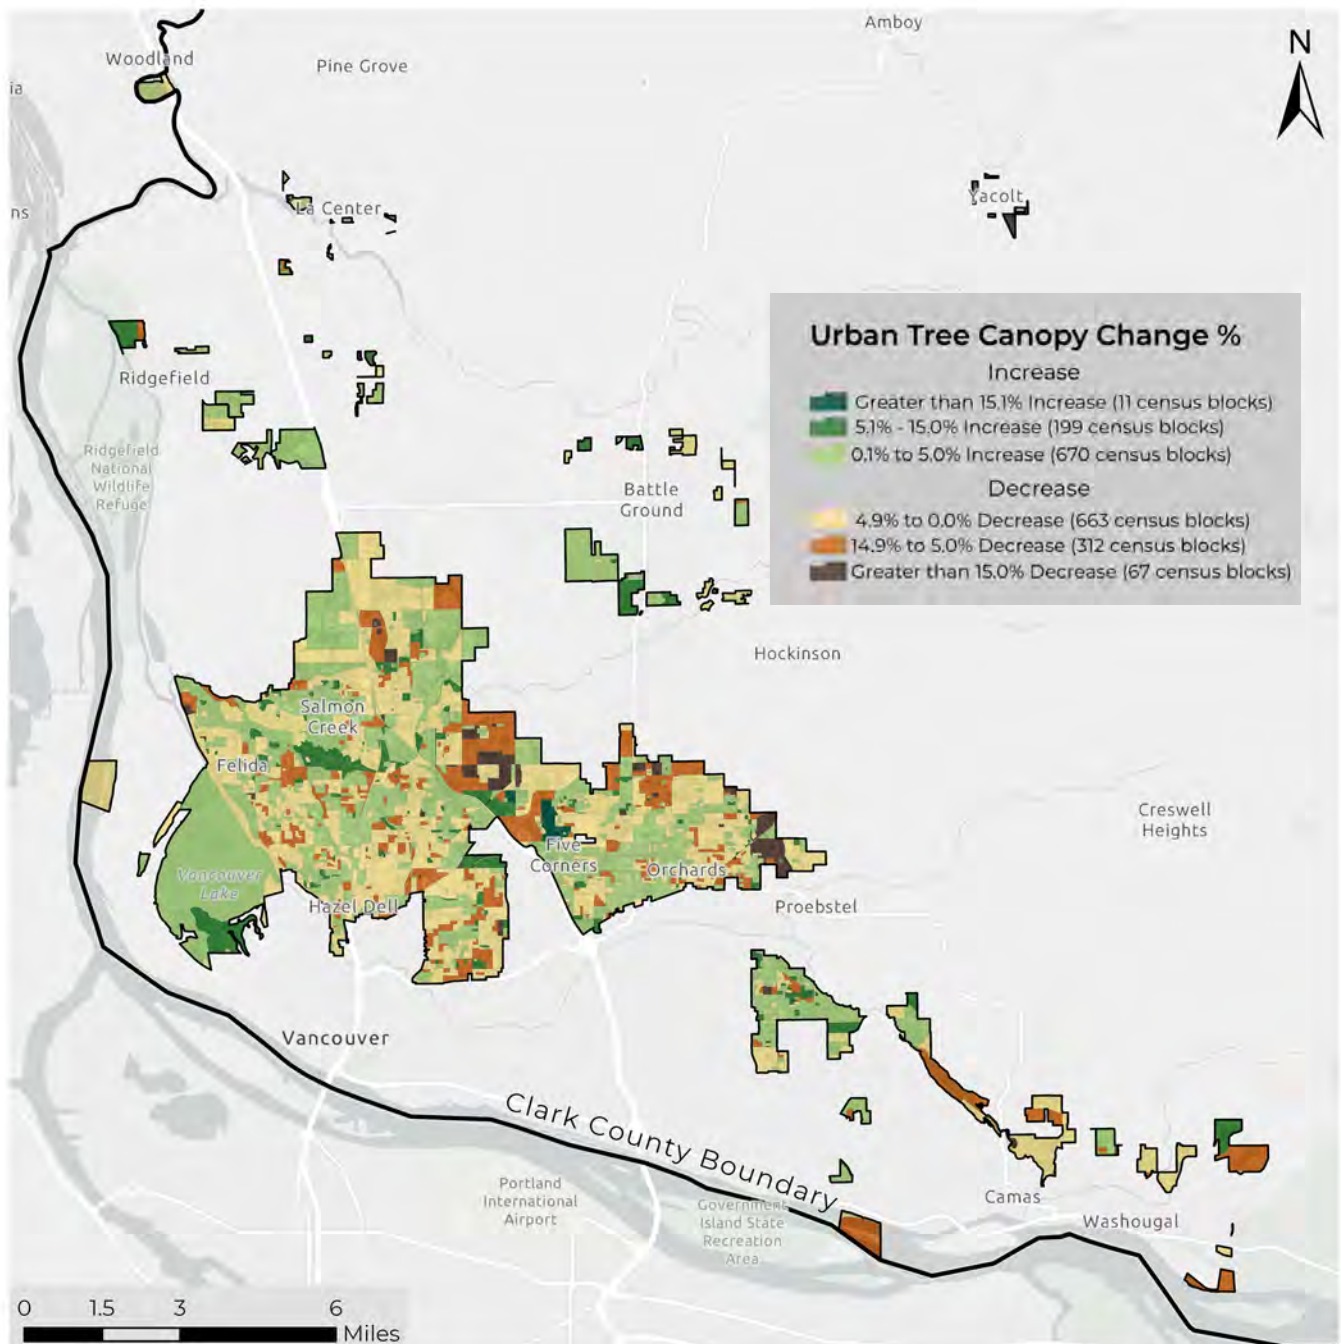 Amboy
Woodland
Pine Grove
N
ia
ns
La Center
Yacolt
Urban Tree Canopy Change %
Increase
Greater than 15.1% Increase (11 census blocks)
5.1% - 15.0% Increase (199 census blocks)
0.1% to 5.0% Increase (670 census blocks)
Decrease
4.9% to 0.0% Decrease (663 census blocks)
14.9% to 5.0% Decrease (312 census blocks)
Greater than 15.0% Decrease (67 census blocks)
Ridgefield
Ridgefield
National
Wildlife
Refuge
Battle
Ground
Hockinson
Salmon
Creek
Felida
Creswell
Heights
Five
Corners
Orchards
Vancouver
Lake
Hazel Dell
Proebstel
Vancouver
Clark County Boundary
Portland
International
Airport
Government
Island State
Recreation
Area
Camas
Washougal
0 1.5 3 6
Miles